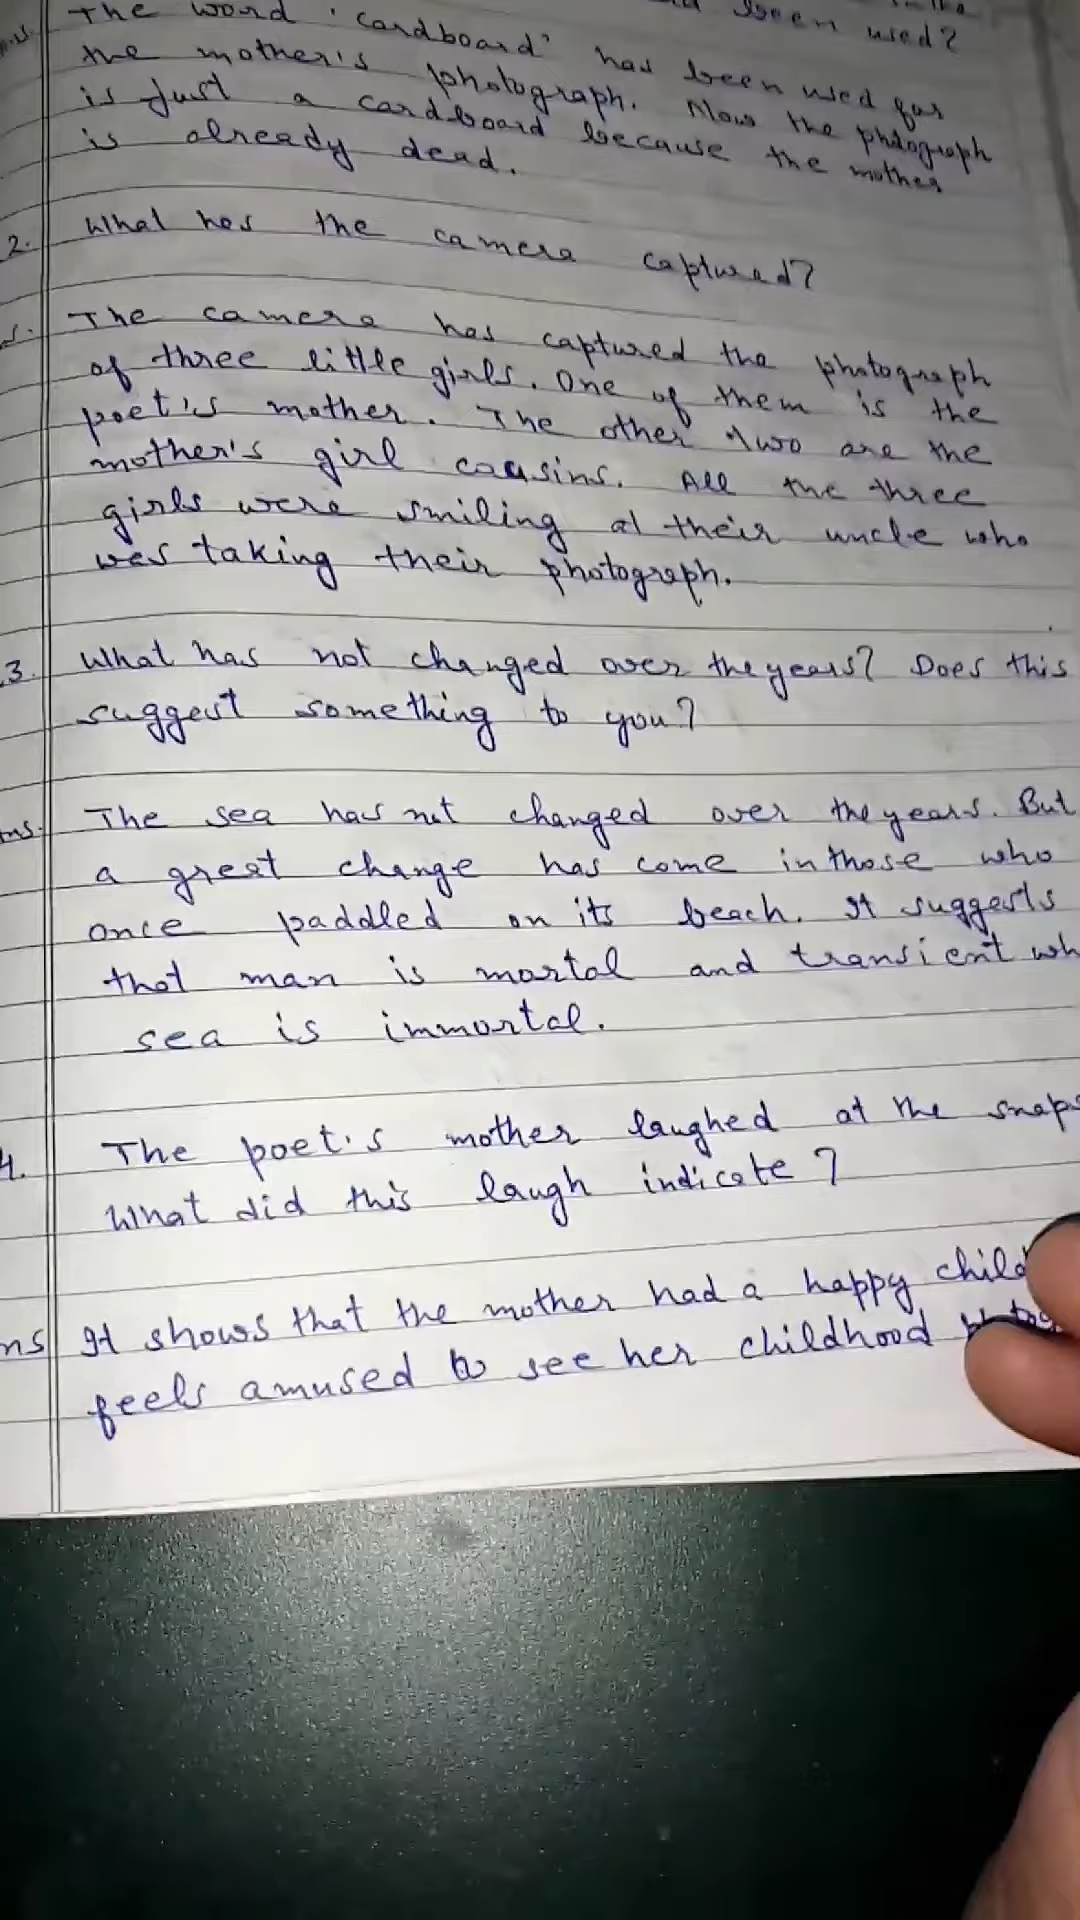 been used?
Ans. The word 'cardboard' has been used for
the mother's photograph. Now the photograph
is just a cardboard because the mother
is already dead.
2. What has the camera captured?
The camera has captured the photograph
of three little girls. One of them is the
poet's mother. The other two are the
mother's girl causins. All the three
girls were smiling at their uncle who
was taking their photograph.
3. What has not changed over the years? Does this
suggest something to you?
ns. The sea has not changed over the years. But
a great change has come in those who
once paddled on its beach. It suggests
that man is mortal and transient wh
sea is immortal.
4. The poet's mother laughed at the snaps
What did this laugh indicate?
ns It shows that the mother had a happy child
feels amused to see her childhood